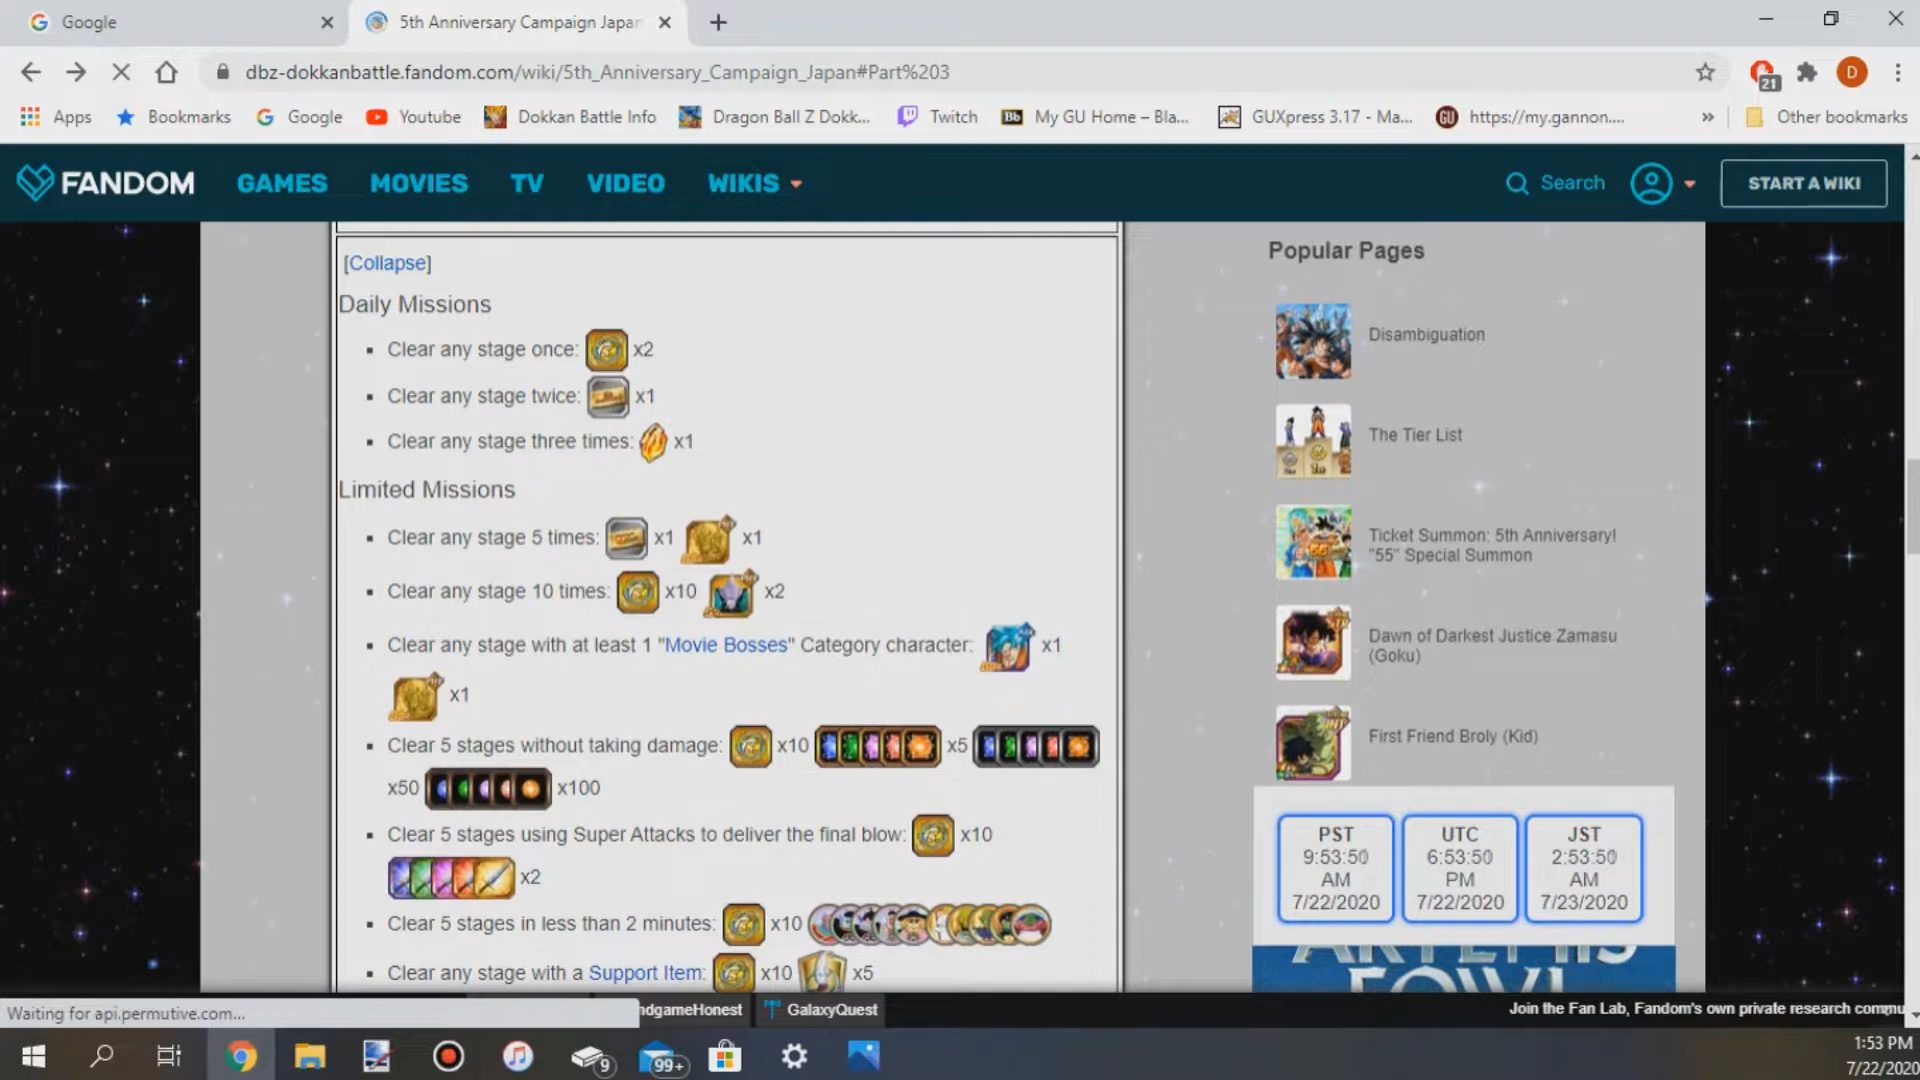 Google
5th Anniversary Campaign Japan
dbz-dokkanbattle.fandom.com/wiki/5th_Anniversary_Campaign_Japan#Part%203
21
D
Apps
Bookmarks
Google
Youtube
Dokkan Battle Info
Dragon Ball Z Dokk...
Twitch
Bb
My GU Home – Bla...
GUXpress 3.17 - Ma...
GU
https://my.gannon....
»
Other bookmarks
FANDOM
GAMES
MOVIES
TV
VIDEO
WIKIS
Search
START A WIKI
[Collapse]
Daily Missions
Clear any stage once: x2
Clear any stage twice: x1
Clear any stage three times: x1
Limited Missions
Clear any stage 5 times: x1 x1
Clear any stage 10 times: x10 x2
Clear any stage with at least 1 "Movie Bosses" Category character: x1
x1
Clear 5 stages without taking damage: x10 x5
x50 x100
Clear 5 stages using Super Attacks to deliver the final blow: x10
x2
Clear 5 stages in less than 2 minutes: x10
Clear any stage with a Support Item: x10 x5
Popular Pages
Disambiguation
The Tier List
Ticket Summon: 5th Anniversary!
"55" Special Summon
Dawn of Darkest Justice Zamasu
(Goku)
First Friend Broly (Kid)
PST
9:53:50
AM
7/22/2020
UTC
6:53:50
PM
7/22/2020
JST
2:53:50
AM
7/23/2020
ARTEMIS
FOWL
Waiting for api.permutive.com...
ndgameHonest
GalaxyQuest
Join the Fan Lab, Fandom's own private research commu
9
99+
1:53 PM
7/22/2020